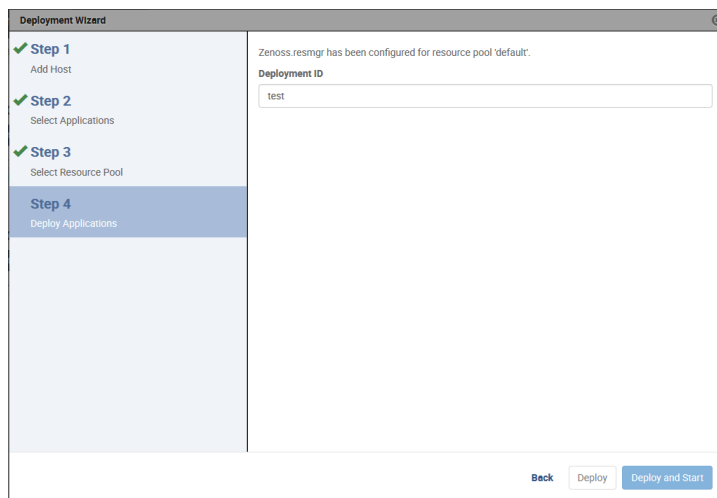 Deployment Wizard
Step 1
Add Host
Step 2
Select Applications
Step 3
Select Resource Pool
Step 4
Deploy Applications
Zenoss.resmgr has been configured for resource pool 'default'.
Deployment ID
test
Back
Deploy
Deploy and Start